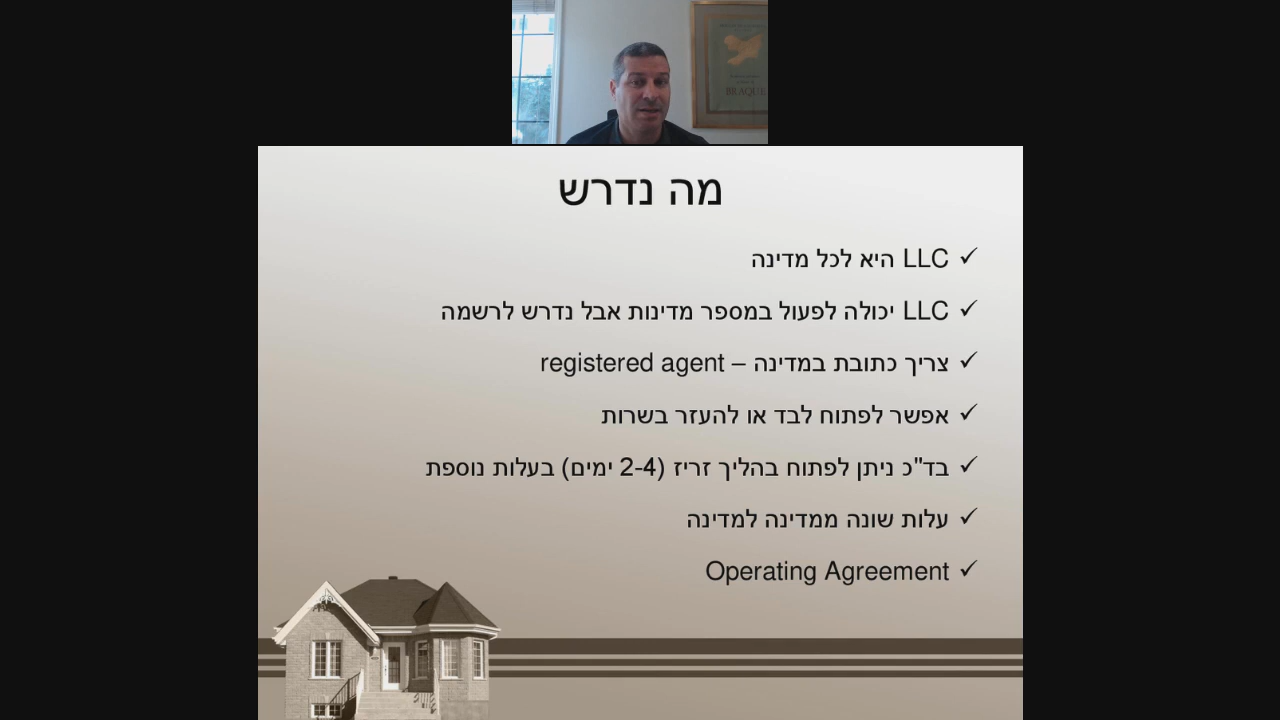 BRAQUE
מה נדרש
LLC היא לכל מדינה
LLC יכולה לפעול במספר מדינות אבל נדרש לרשמה
צריך כתובת במדינה – registered agent
אפשר לפתוח לבד או להעזר בשרות
בד"כ ניתן לפתוח בהליך זריז (2-4 ימים) בעלות נוספת
עלות שונה ממדינה למדינה
Operating Agreement